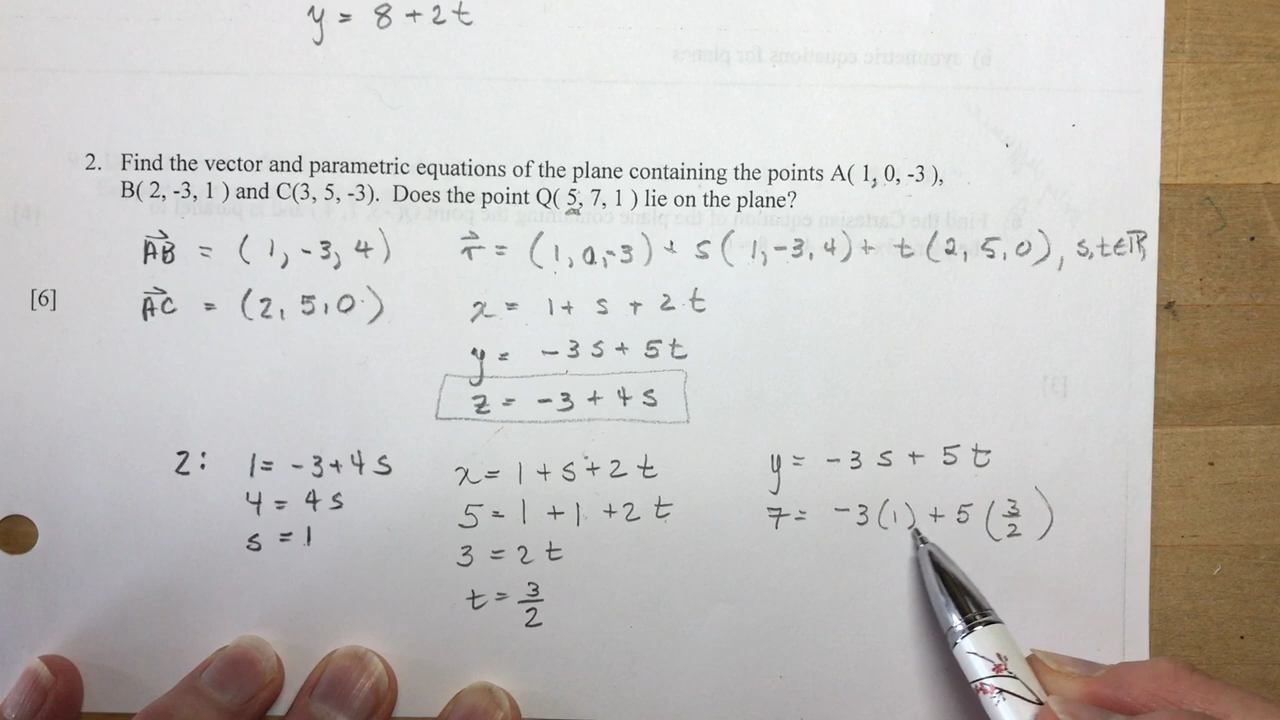 y = 8 + 2t
2. Find the vector and parametric equations of the plane containing the points A( 1, 0, -3 ),
B( 2, -3, 1 ) and C(3, 5, -3). Does the point Q( 5, 7, 1 ) lie on the plane?
AB = (1, -3, 4)
r = (1, 0, -3) + s(1, -3, 4) + t(2, 5, 0), s,t∈R
[6]
AC = (2, 5, 0)
x = 1 + s + 2t
y = -3s + 5t
z = -3 + 4s
z: 1 = -3 + 4s
4 = 4s
s = 1
x = 1 + s + 2t
5 = 1 + 1 + 2t
3 = 2t
t = 3/2
y = -3s + 5t
7 = -3(1) + 5(3/2)